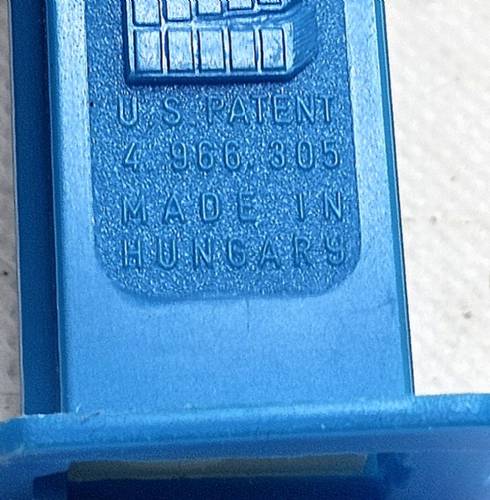 U.S. PATENT
4.966.305
MADE IN
HUNGARY